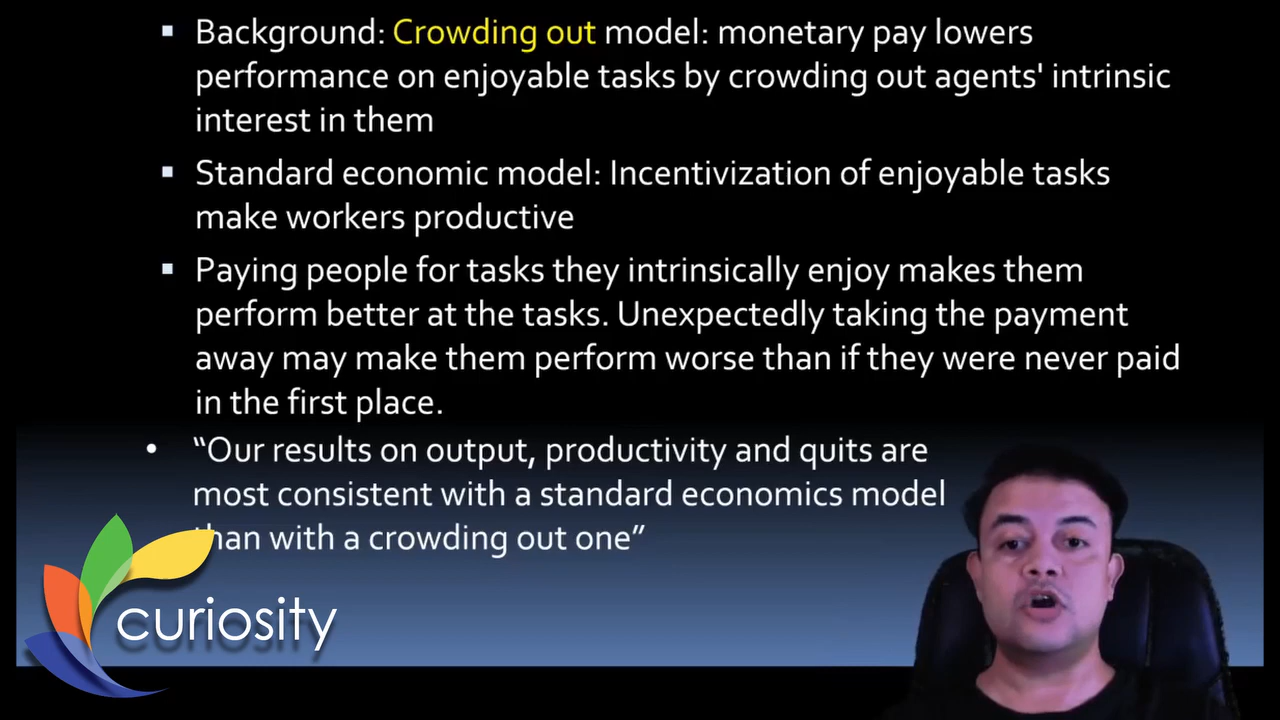 Background: Crowding out model: monetary pay lowers
performance on enjoyable tasks by crowding out agents' intrinsic
interest in them
Standard economic model: Incentivization of enjoyable tasks
make workers productive
Paying people for tasks they intrinsically enjoy makes them
perform better at the tasks. Unexpectedly taking the payment
away may make them perform worse than if they were never paid
in the first place.
“Our results on output, productivity and quits are
most consistent with a standard economics model
than with a crowding out one”
curiosity